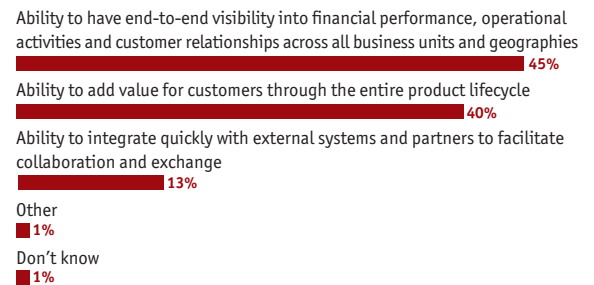 Ability to have end-to-end visibility into financial performance, operational
activities and customer relationships across all business units and geographies
45%
Ability to add value for customers through the entire product lifecycle
40%
Ability to integrate quickly with external systems and partners to facilitate
collaboration and exchange
13%
Other
1%
Don’t know
1%